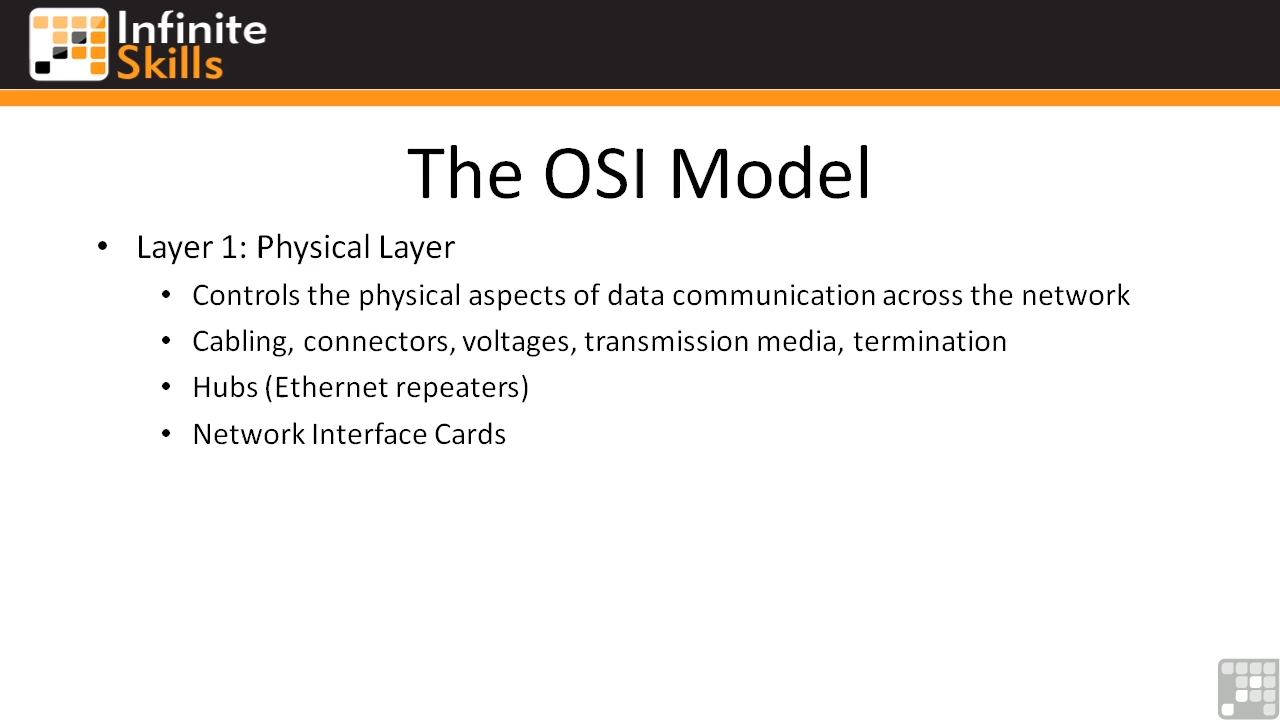 Infinite
Skills
The OSI Model
• Layer 1: Physical Layer
• Controls the physical aspects of data communication across the network
• Cabling, connectors, voltages, transmission media, termination
• Hubs (Ethernet repeaters)
• Network Interface Cards